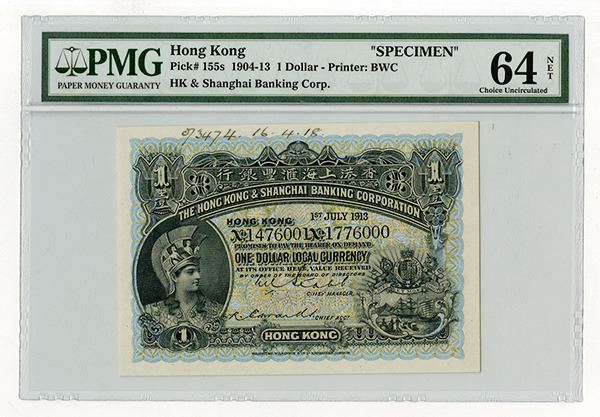 PMG
PAPER MONEY GUARANTY
Hong Kong "SPECIMEN"
Pick# 155s 1904-13 1 Dollar - Printer: BWC
HK & Shanghai Banking Corp.
64 NET
Choice Uncirculated
3474 16.4.18.
行銀豐滙海上港香
THE HONG KONG & SHANGHAI BANKING CORPORATION
1
1
HONG KONG 1ST JULY 1913
No1476001 No1776000
PROMISES TO PAY THE BEARER ON DEMAND
ONE DOLLAR LOCAL CURRENCY
AT ITS OFFICE HERE, VALUE RECEIVED
BY ORDER OF THE BOARD OF DIRECTORS
CHIEF MANAGER
CHIEF ACCT.
1
HONG KONG